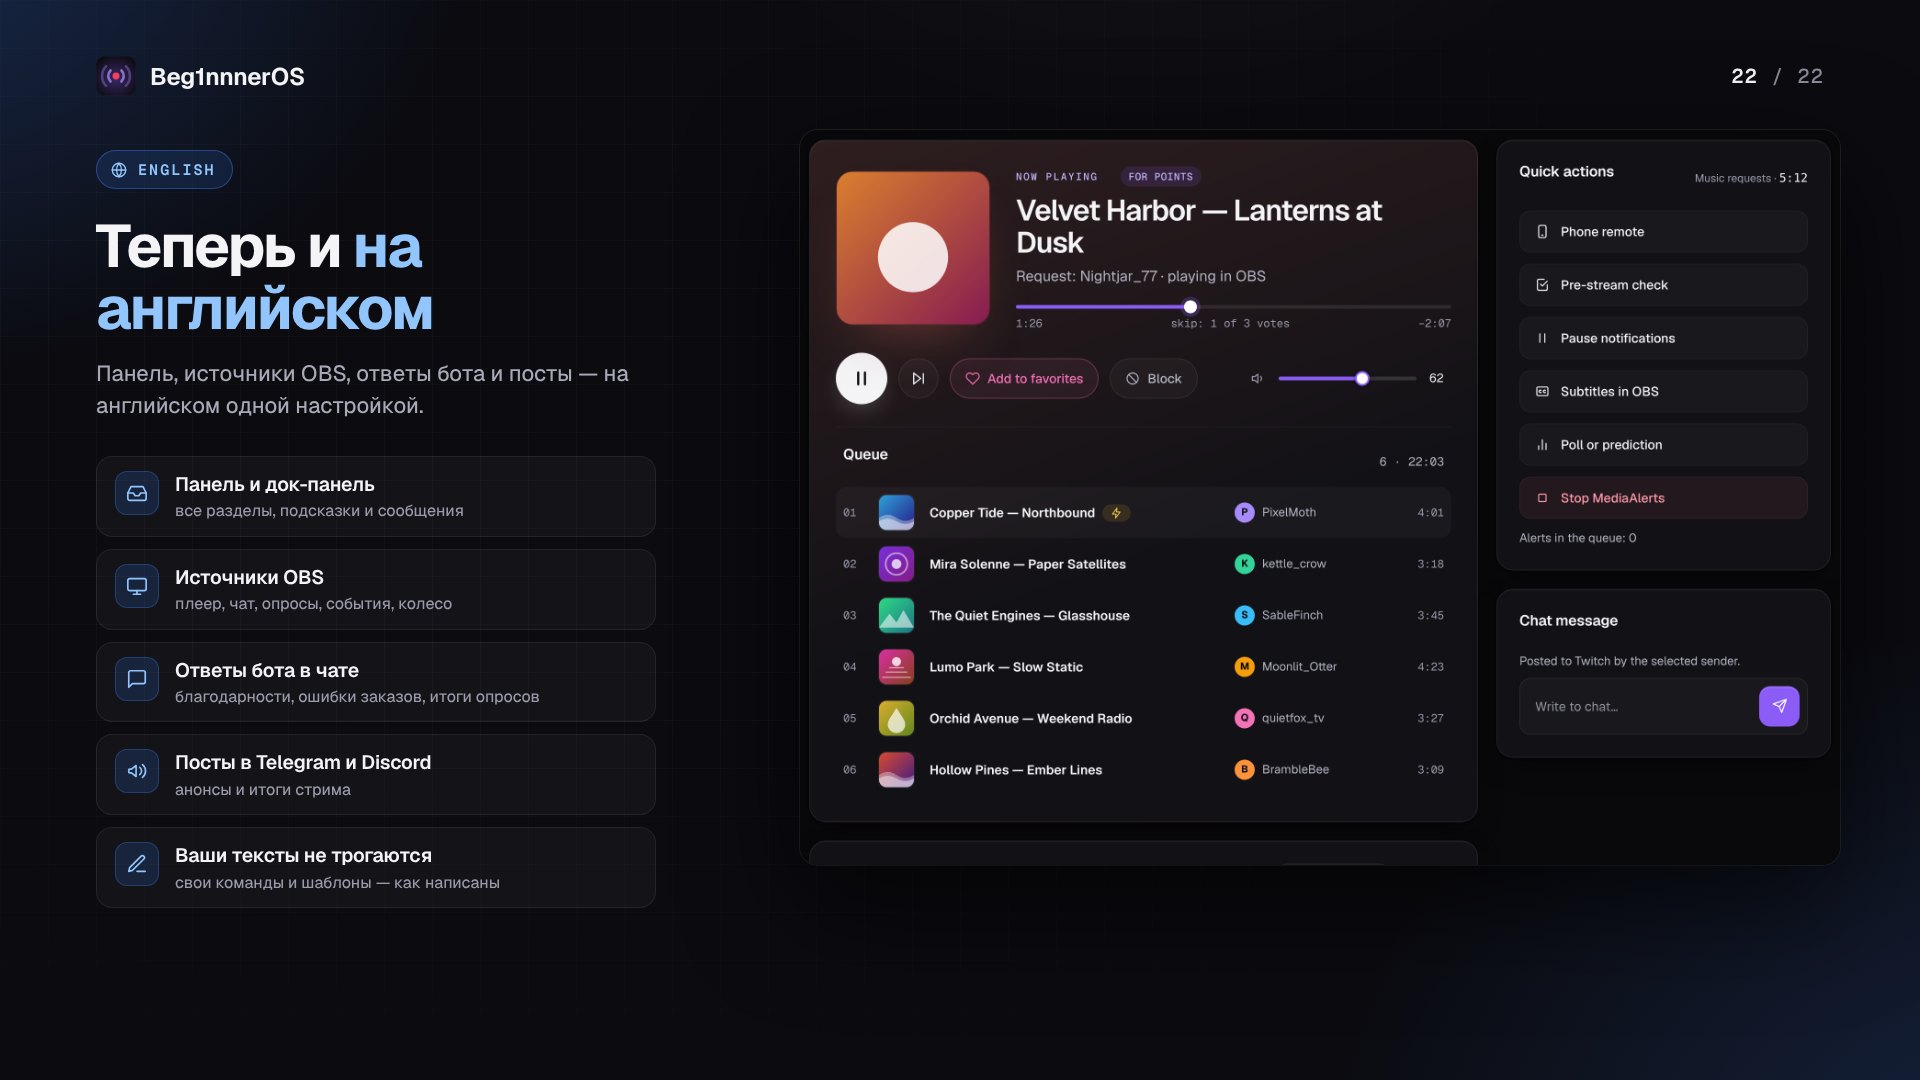 Beg1nnnerOS
22 / 22
ENGLISH
Теперь и на
английском
Панель, источники OBS, ответы бота и посты — на
английском одной настройкой.
Панель и док-панель
все разделы, подсказки и сообщения
Источники OBS
плеер, чат, опросы, события, колесо
Ответы бота в чате
благодарности, ошибки заказов, итоги опросов
Посты в Telegram и Discord
анонсы и итоги стрима
Ваши тексты не трогаются
свои команды и шаблоны — как написаны
NOW PLAYING FOR POINTS
Velvet Harbor — Lanterns at
Dusk
Request: Nightjar_77 · playing in OBS
1:26 skip: 1 of 3 votes −2:07
Add to favorites Block 62
Queue 6 · 22:03
01 Copper Tide — Northbound P PixelMoth 4:01
02 Mira Solenne — Paper Satellites K kettle_crow 3:18
03 The Quiet Engines — Glasshouse S SableFinch 3:45
04 Lumo Park — Slow Static M Moonlit_Otter 4:23
05 Orchid Avenue — Weekend Radio Q quietfox_tv 3:27
06 Hollow Pines — Ember Lines B BrambleBee 3:09
Quick actions Music requests · 5:12
Phone remote
Pre-stream check
Pause notifications
Subtitles in OBS
Poll or prediction
Stop MediaAlerts
Alerts in the queue: 0
Chat message
Posted to Twitch by the selected sender.
Write to chat…